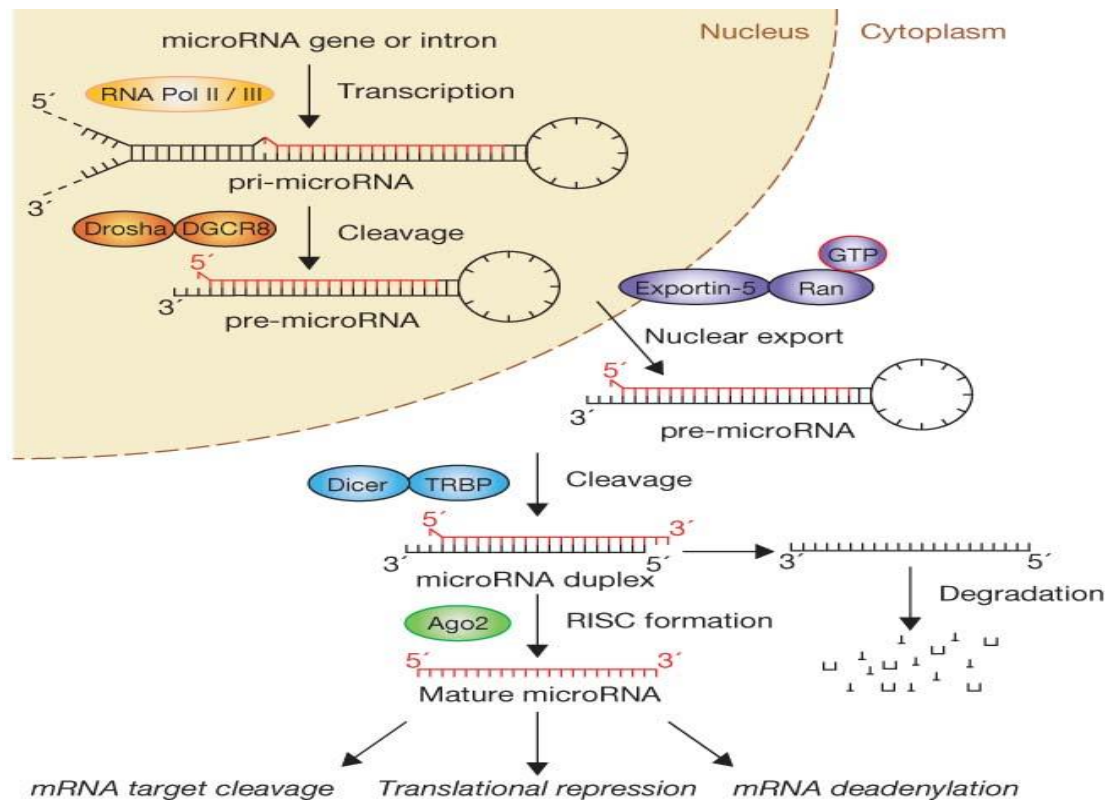 Nucleus
Cytoplasm
microRNA gene or intron
RNA Pol II / III
Transcription
5´
3´
pri-microRNA
Drosha
DGCR8
Cleavage
5´
3´
pre-microRNA
GTP
Exportin-5
Ran
Nuclear export
5´
3´
pre-microRNA
Dicer
TRBP
Cleavage
5´
3´
3´
5´
microRNA duplex
3´
5´
Degradation
Ago2
RISC formation
5´
3´
Mature microRNA
mRNA target cleavage
Translational repression
mRNA deadenylation